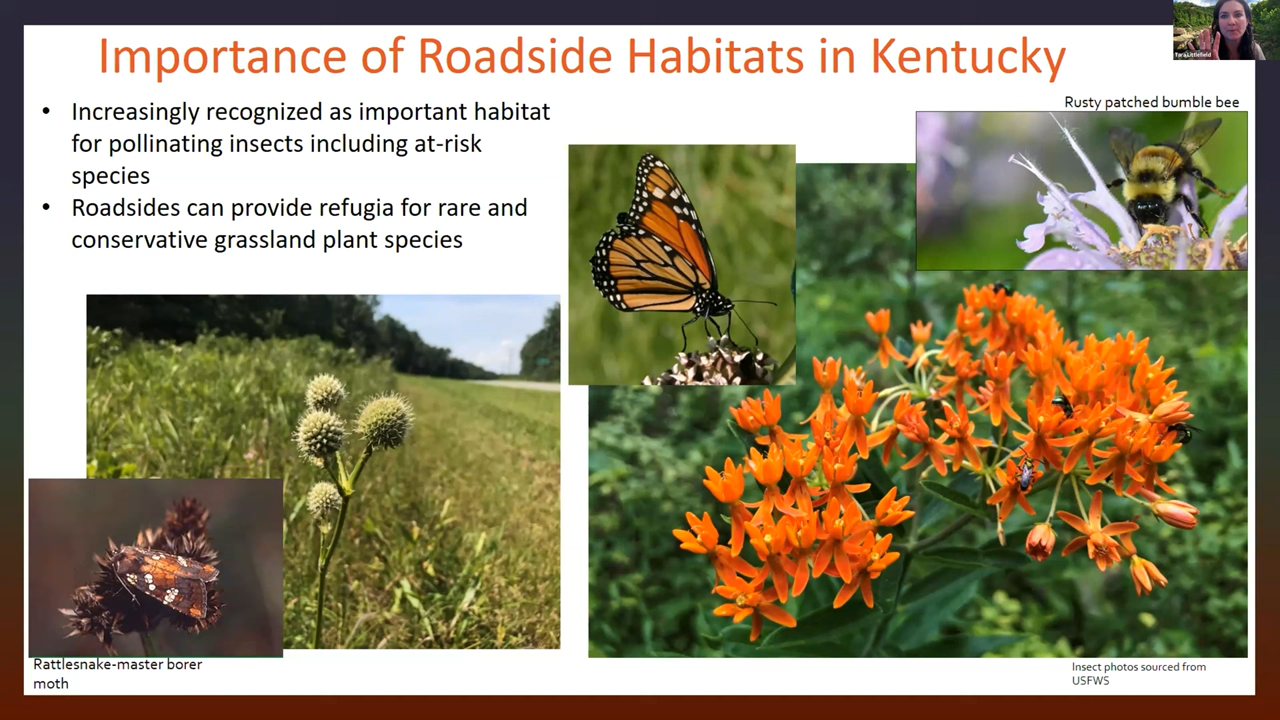 Importance of Roadside Habitats in Kentucky
Tara Littlefield
• Increasingly recognized as important habitat
for pollinating insects including at-risk
species
• Roadsides can provide refugia for rare and
conservative grassland plant species
Rusty patched bumble bee
Rattlesnake-master borer
moth
Insect photos sourced from
USFWS